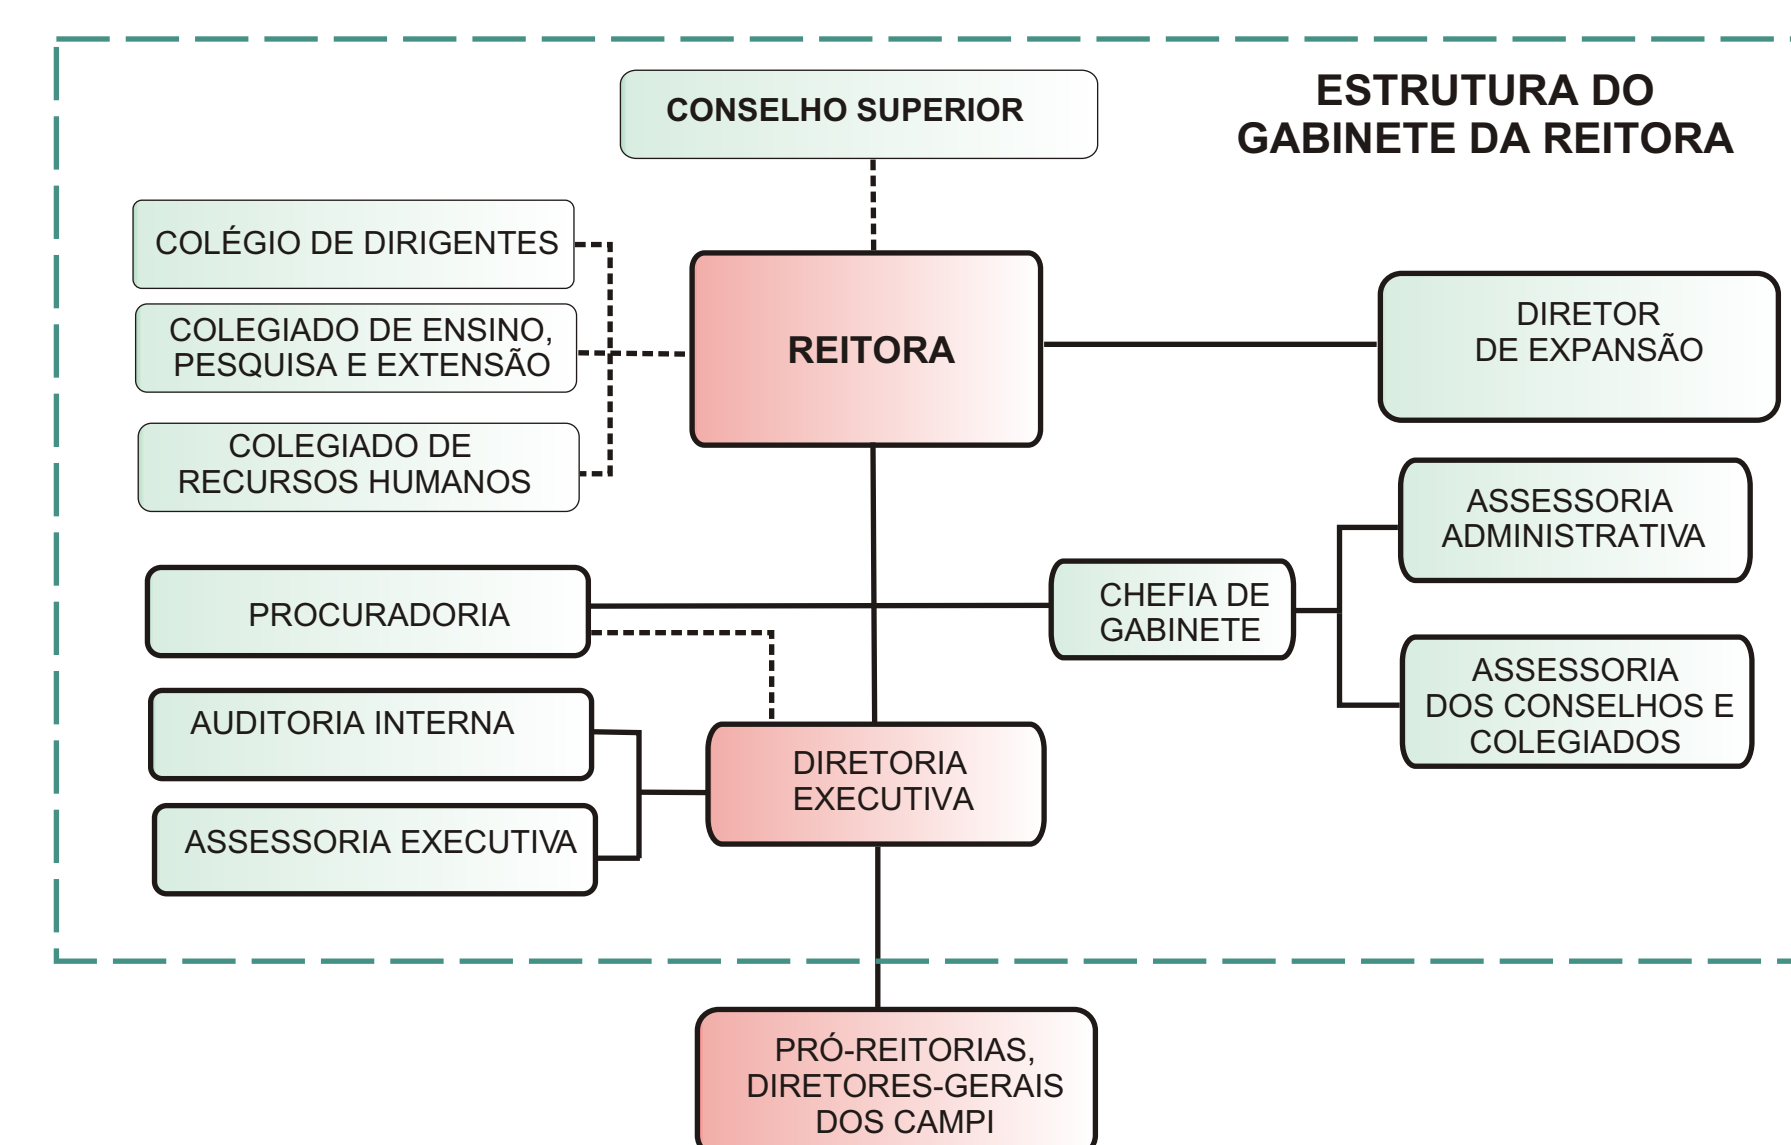 CONSELHO SUPERIOR
ESTRUTURA DO
GABINETE DA REITORA
COLÉGIO DE DIRIGENTES
COLEGIADO DE ENSINO,
PESQUISA E EXTENSÃO
COLEGIADO DE
RECURSOS HUMANOS
REITORA
DIRETOR
DE EXPANSÃO
ASSESSORIA
ADMINISTRATIVA
PROCURADORIA
CHEFIA DE
GABINETE
ASSESSORIA
DOS CONSELHOS E
COLEGIADOS
AUDITORIA INTERNA
DIRETORIA
EXECUTIVA
ASSESSORIA EXECUTIVA
PRÓ-REITORIAS,
DIRETORES-GERAIS
DOS CAMPI